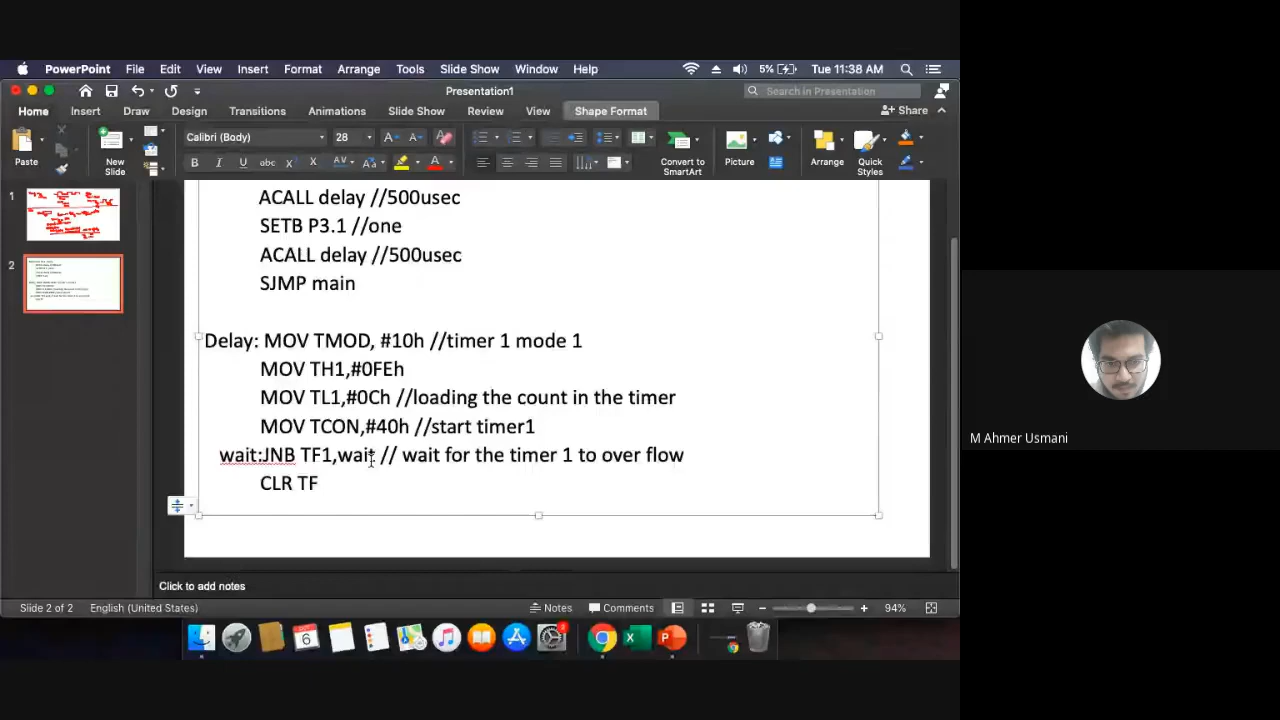 PowerPoint File Edit View Insert Format Arrange Tools Slide Show Window Help 5% Tue 11:38 AM
Presentation1
Search in Presentation
Home Insert Draw Design Transitions Animations Slide Show Review View Shape Format Share
Calibri (Body) 28
Paste New Slide Convert to SmartArt Picture Arrange Quick Styles
1
2
ACALL delay //500usec
SETB P3.1 //one
ACALL delay //500usec
SJMP main
Delay: MOV TMOD, #10h //timer 1 mode 1
MOV TH1,#0FEh
MOV TL1,#0Ch //loading the count in the timer
MOV TCON,#40h //start timer1
wait:JNB TF1,wait // wait for the timer 1 to over flow
CLR TF
M Ahmer Usmani
Click to add notes
Slide 2 of 2 English (United States) Notes Comments 94%